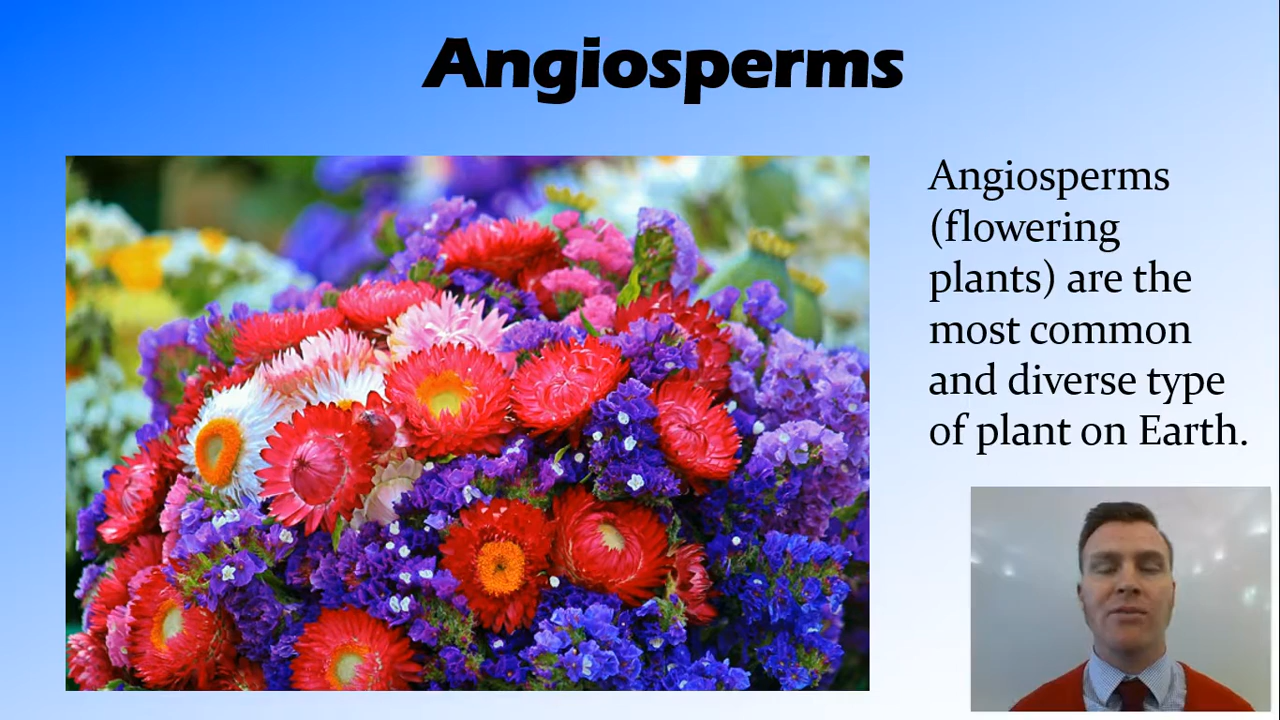 Angiosperms
Angiosperms
(flowering
plants) are the
most common
and diverse type
of plant on Earth.